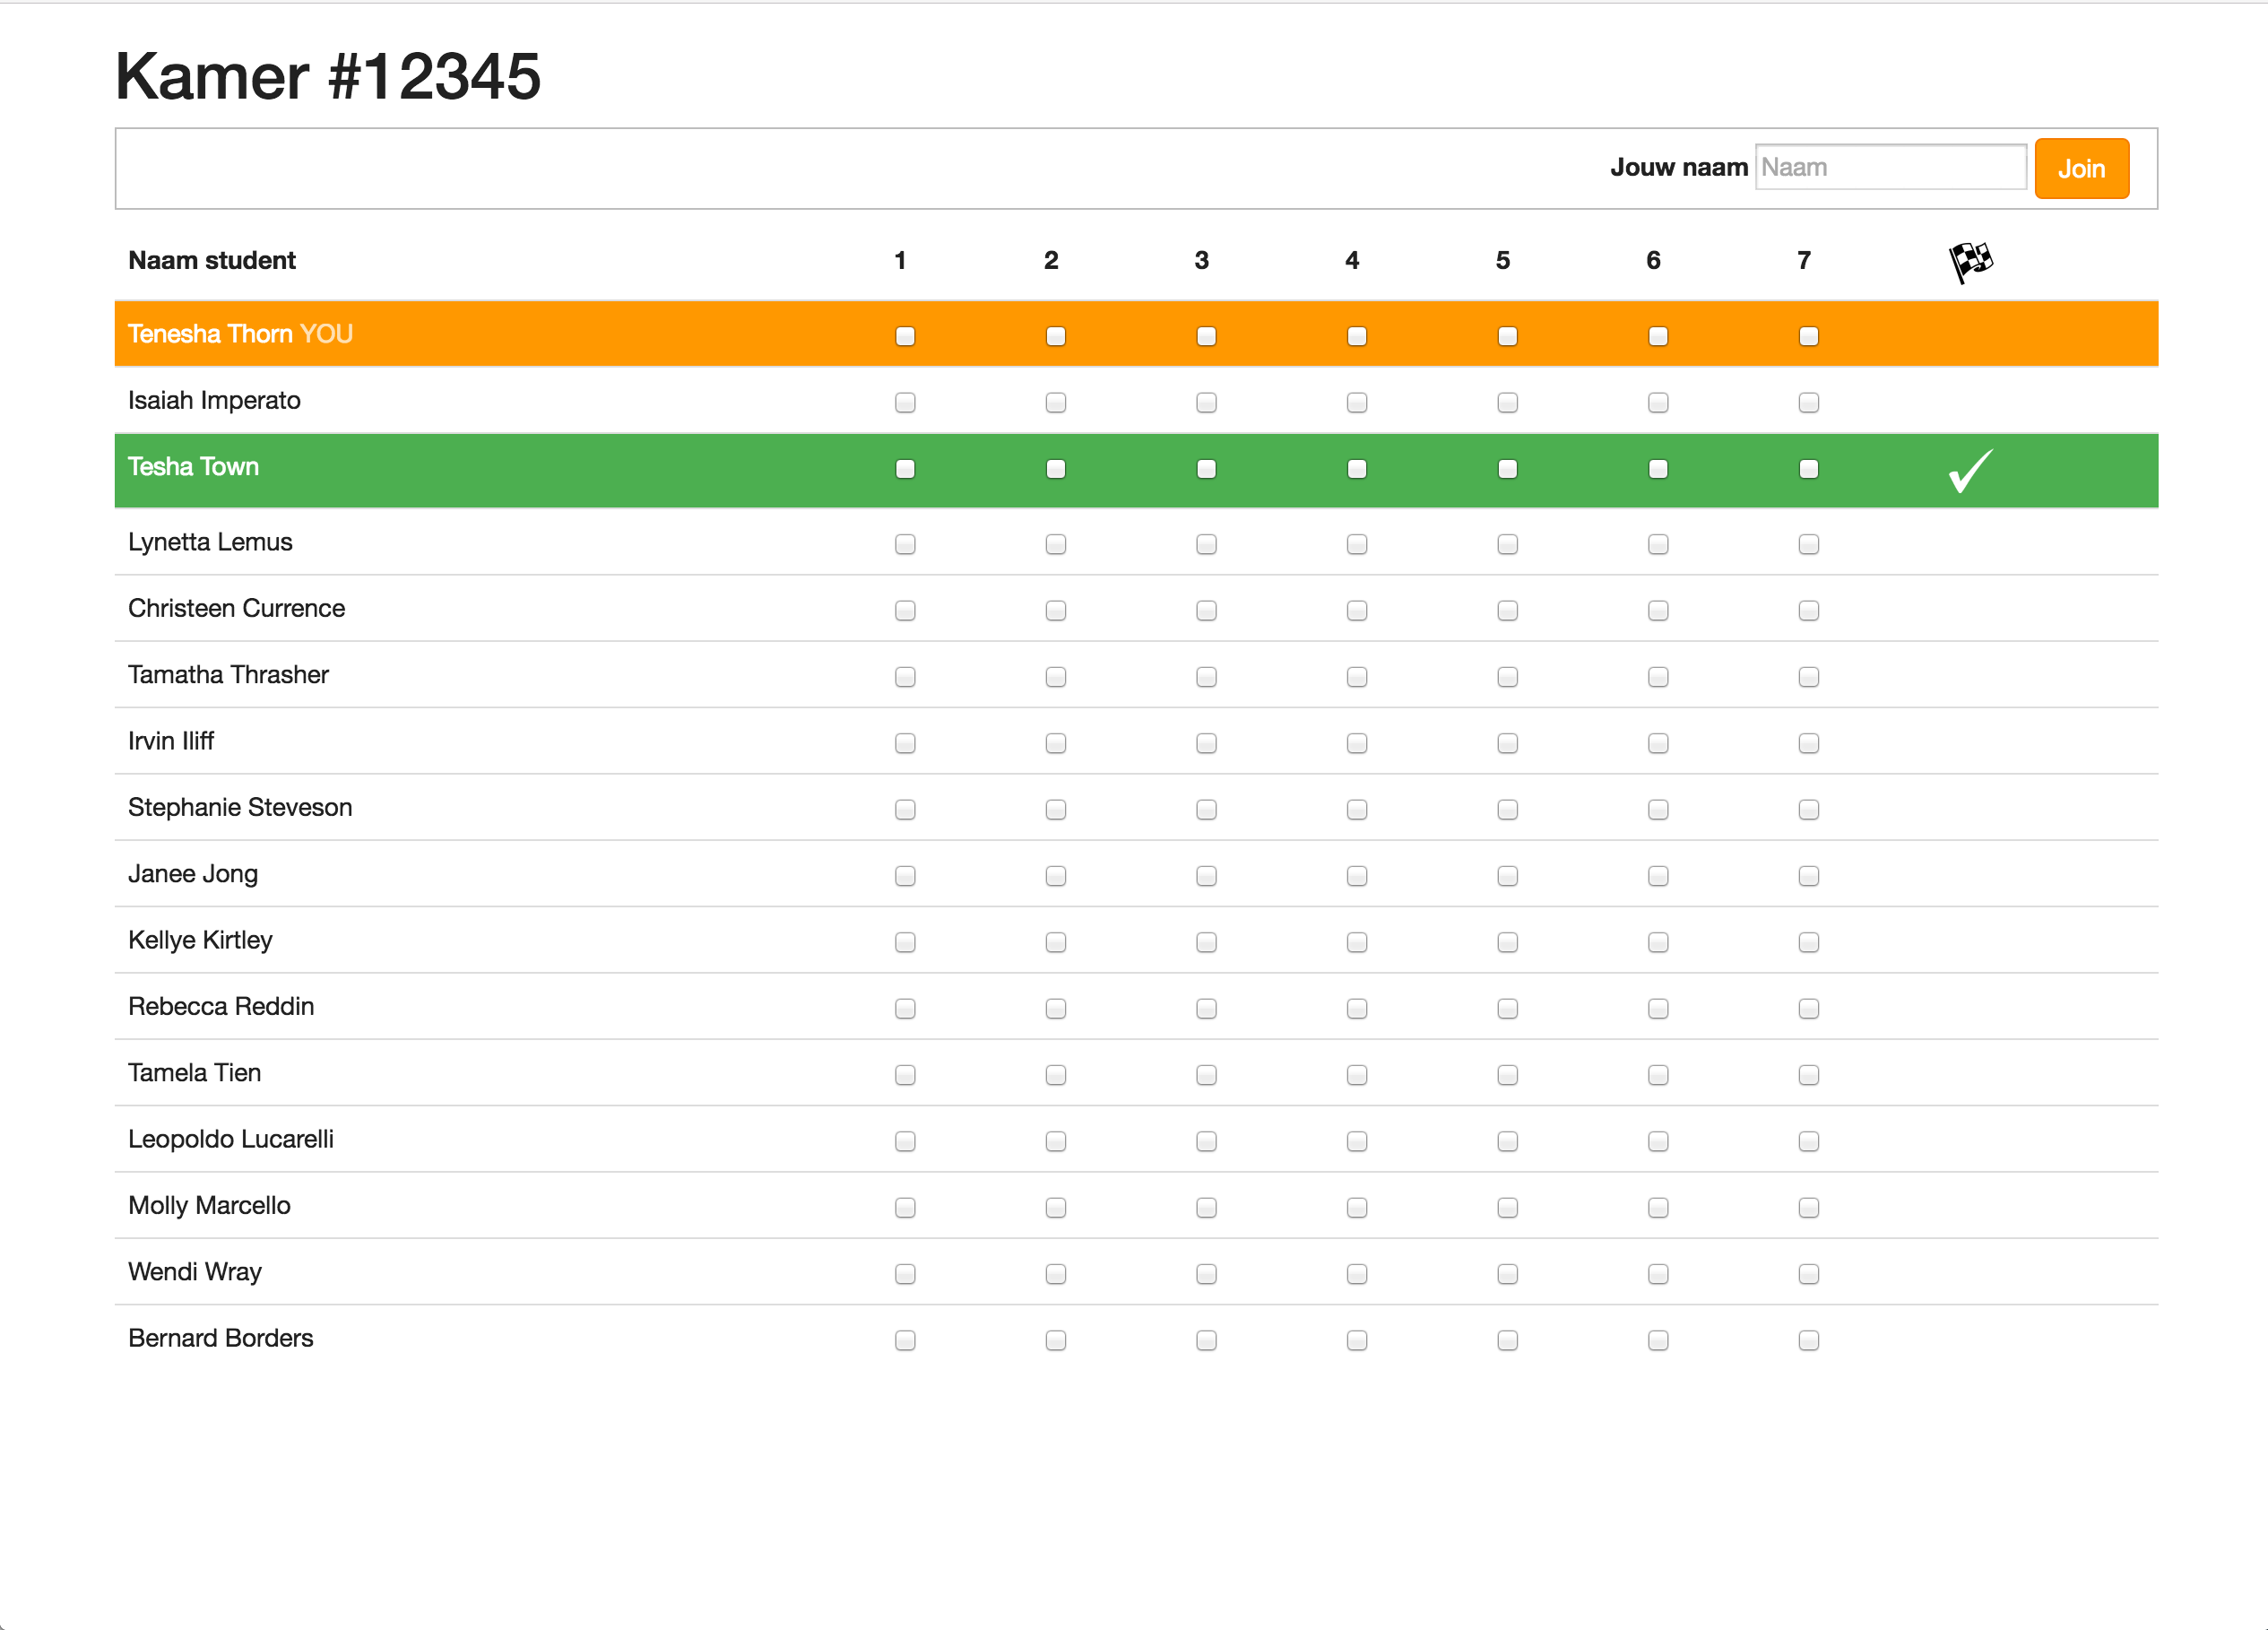 Kamer #12345
Jouw naam Naam Join
Naam student 1 2 3 4 5 6 7
Tenesha Thorn YOU
Isaiah Imperato
Tesha Town
Lynetta Lemus
Christeen Currence
Tamatha Thrasher
Irvin Iliff
Stephanie Steveson
Janee Jong
Kellye Kirtley
Rebecca Reddin
Tamela Tien
Leopoldo Lucarelli
Molly Marcello
Wendi Wray
Bernard Borders